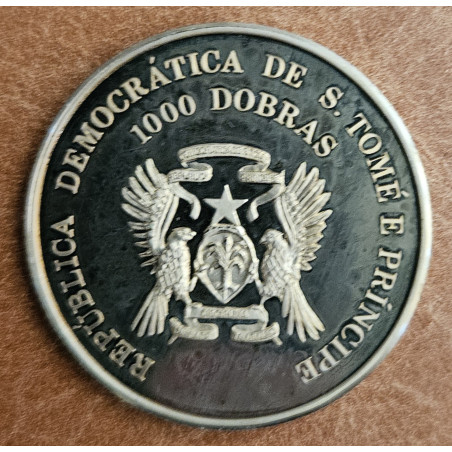 REPÚBLICA DEMOCRÁTICA DE S. TOMÉ E PRÍNCIPE
1000 DOBRAS